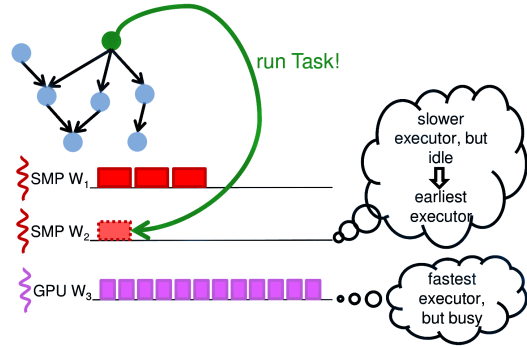 run Task!
slower
executor, but
idle
earliest
executor
SMP W1
SMP W2
GPU W3
fastest
executor,
but busy